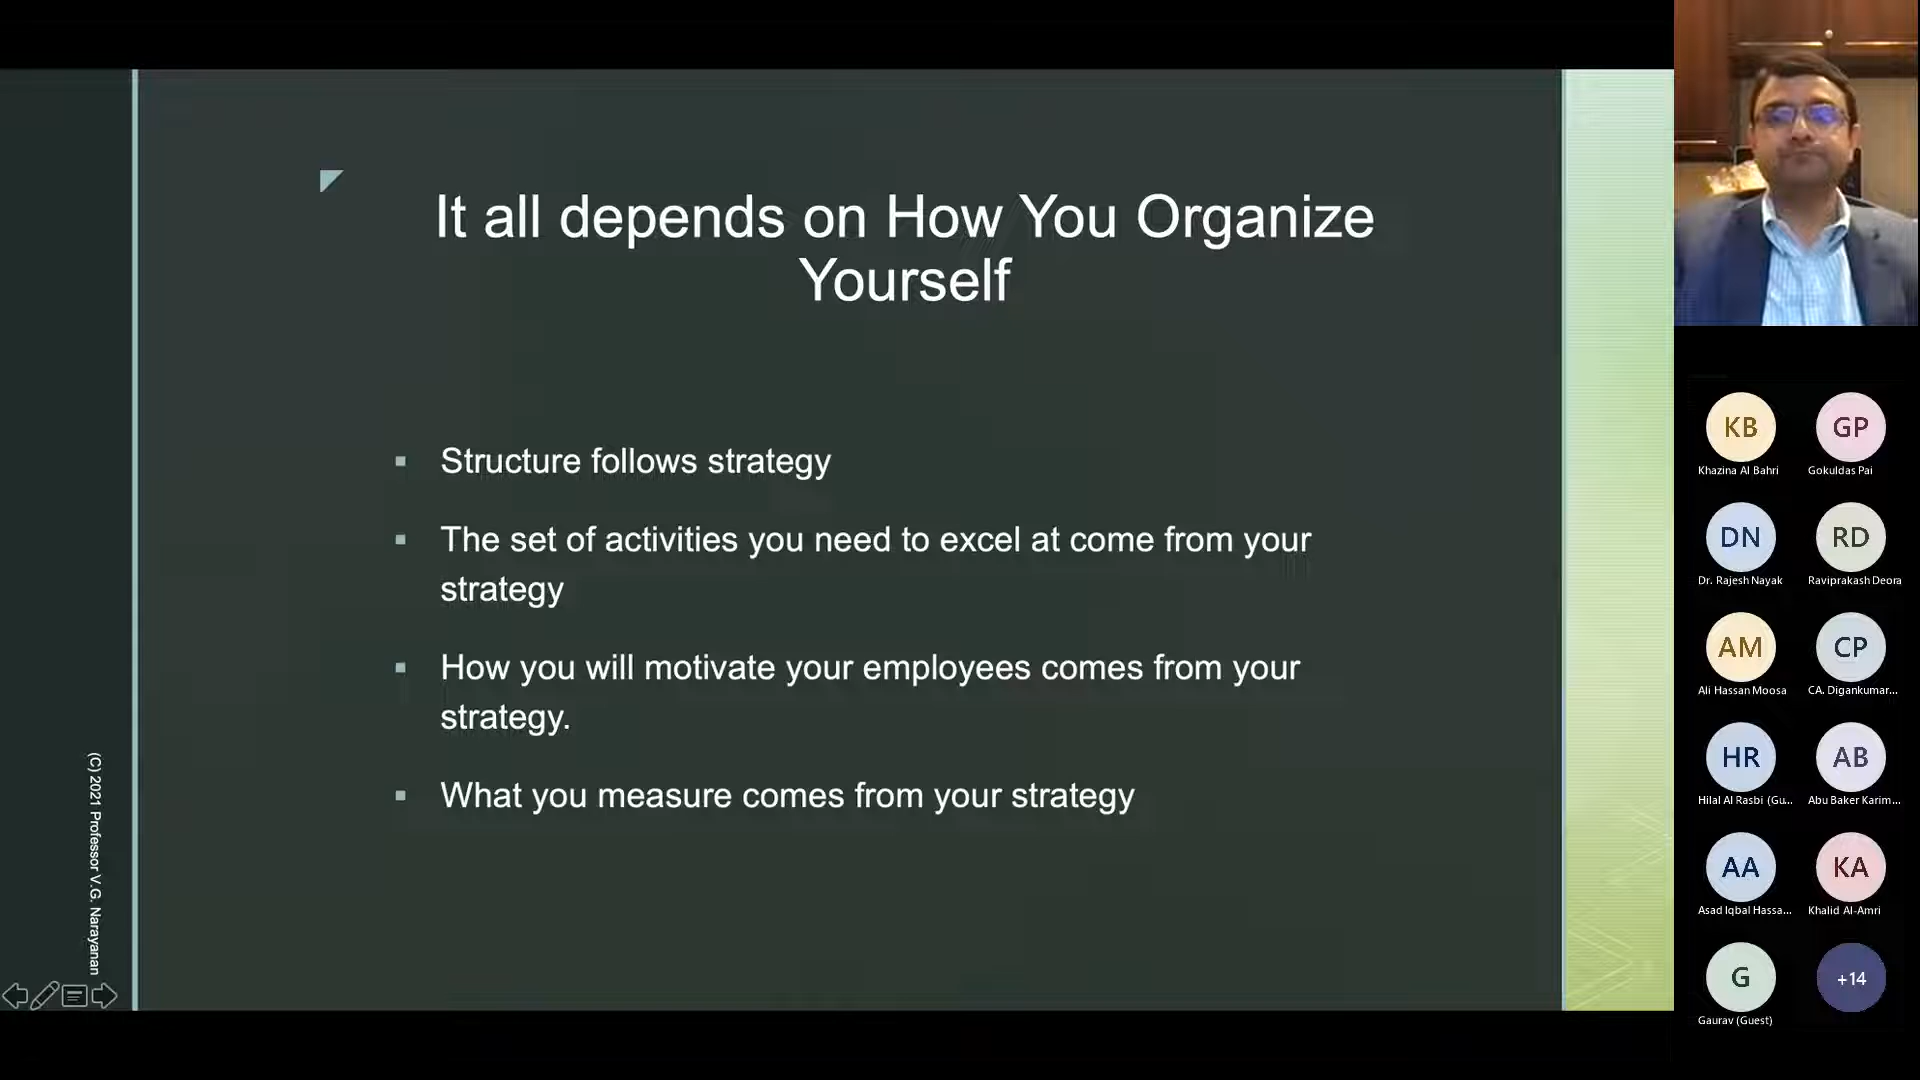 It all depends on How You Organize
Yourself
▪ Structure follows strategy
▪ The set of activities you need to excel at come from your
strategy
▪ How you will motivate your employees comes from your
strategy.
▪ What you measure comes from your strategy
(C) 2021 Professor V.G. Narayanan
KB
Khazina Al Bahri
GP
Gokuldas Pai
DN
Dr. Rajesh Nayak
RD
Raviprakash Deora
AM
Ali Hassan Moosa
CP
CA. Digankumar...
HR
Hilal Al Rasbi (Gu...
AB
Abu Baker Karim...
AA
Asad Iqbal Hassa...
KA
Khalid Al-Amri
G
Gaurav (Guest)
+14